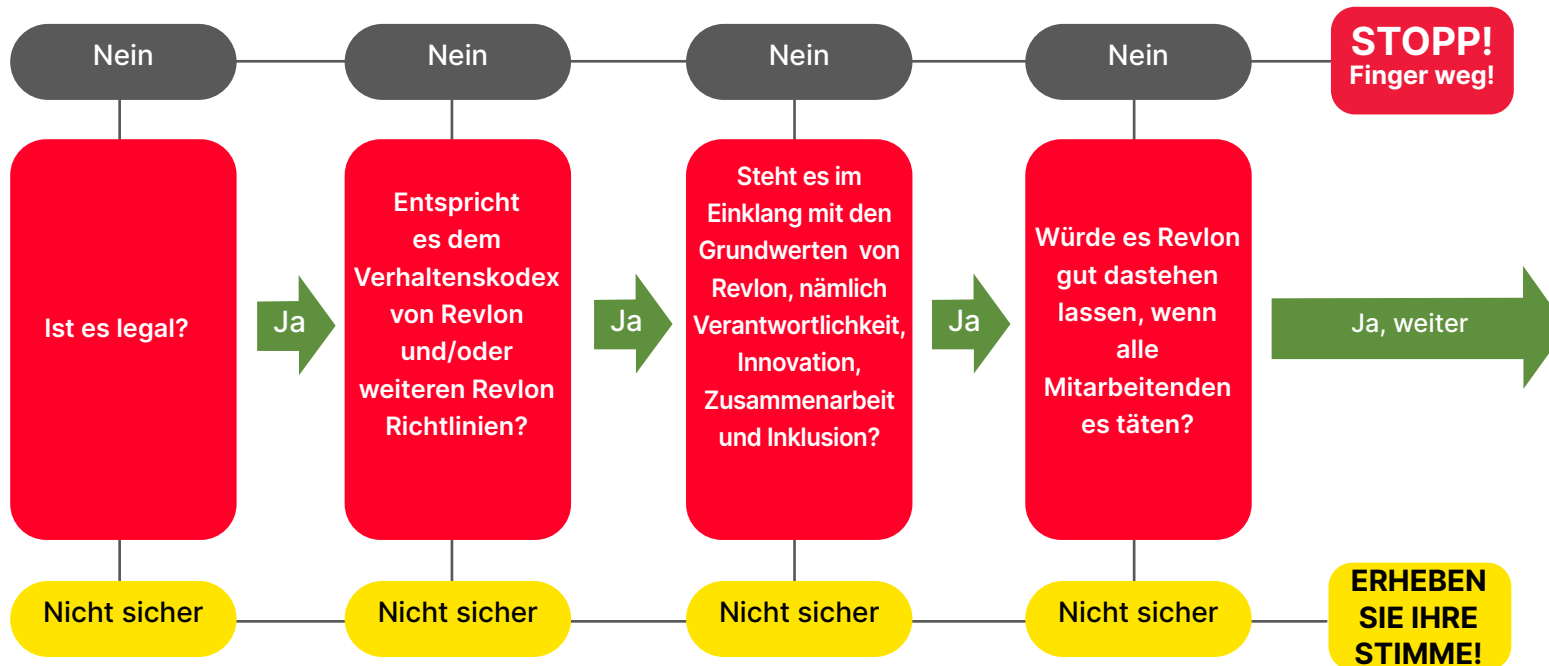 Nein
Nein
Nein
Nein
STOPP!
Finger weg!
Ist es legal?
Ja
Entspricht
es dem
Verhaltenskodex
von Revlon
und/oder
weiteren Revlon
Richtlinien?
Ja
Steht es im
Einklang mit den
Grundwerten von
Revlon, nämlich
Verantwortlichkeit,
Innovation,
Zusammenarbeit
und Inklusion?
Ja
Würde es Revlon
gut dastehen
lassen, wenn
alle
Mitarbeitenden
es täten?
Ja, weiter
Nicht sicher
Nicht sicher
Nicht sicher
Nicht sicher
ERHEBEN
SIE IHRE
STIMME!